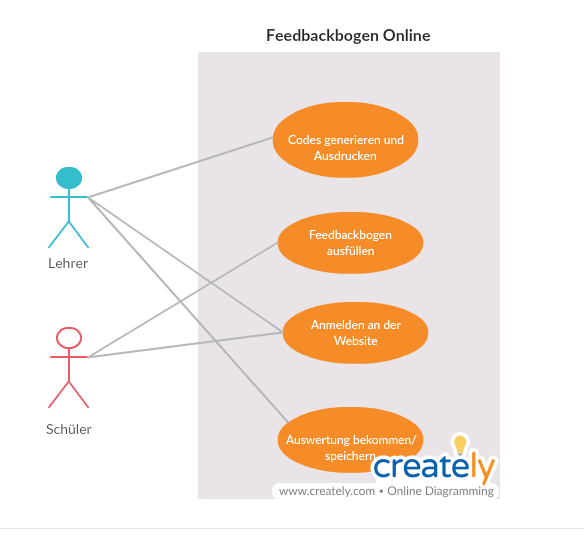 Feedbackbogen Online
Codes generieren und
Ausdrucken
Lehrer
Feedbackbogen
ausfüllen
Anmelden an der
Website
Schüler
Auswertung bekommen/
speichern
creately
www.creately.com • Online Diagramming